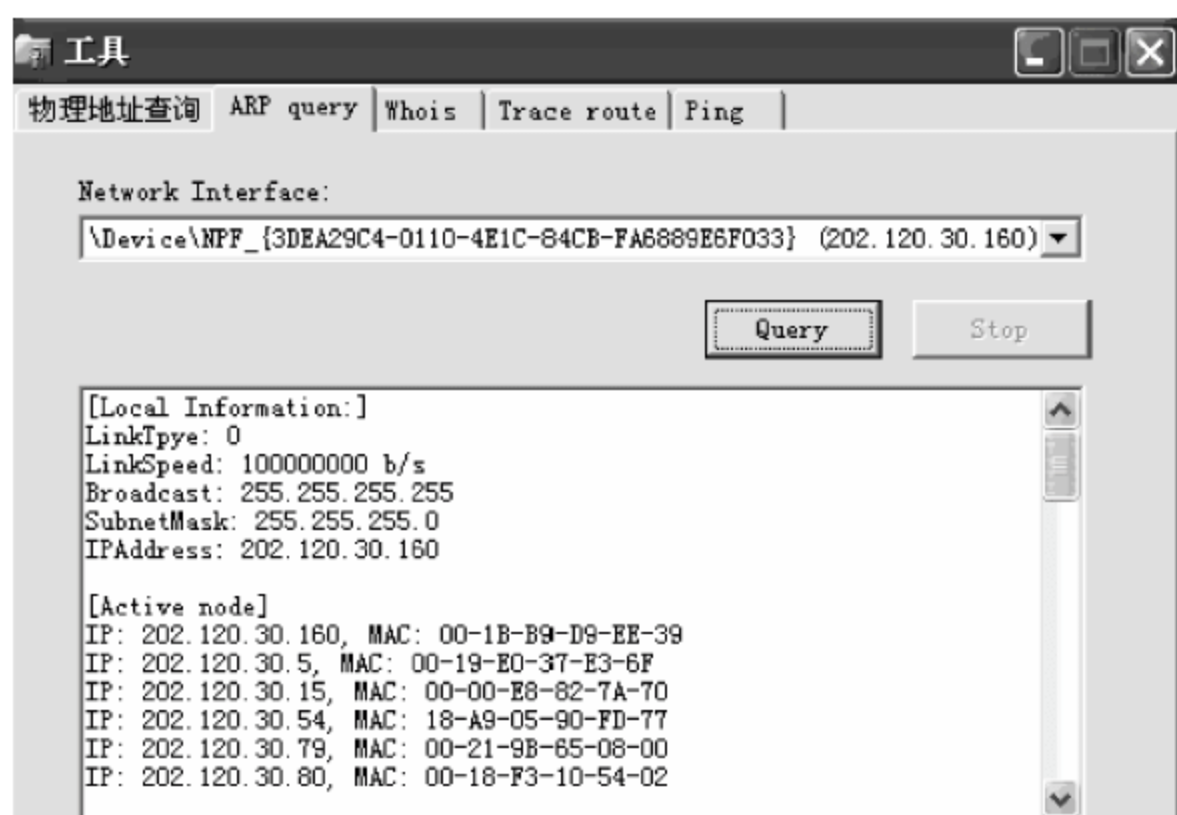 工具
物理地址查询 ARP query Whois Trace route Ping
Network Interface:
\Device\NPF_{3DEA29C4-0110-4E1C-84CB-FA6889E6F033} (202.120.30.160)
Query Stop
[Local Information:]
LinkTpye: 0
LinkSpeed: 100000000 b/s
Broadcast: 255.255.255.255
SubnetMask: 255.255.255.0
IPAddress: 202.120.30.160
[Active node]
IP: 202.120.30.160, MAC: 00-1B-B9-D9-EE-39
IP: 202.120.30.5, MAC: 00-19-E0-37-E3-6F
IP: 202.120.30.15, MAC: 00-00-E8-82-7A-70
IP: 202.120.30.54, MAC: 18-A9-05-90-FD-77
IP: 202.120.30.79, MAC: 00-21-9B-65-08-00
IP: 202.120.30.80, MAC: 00-18-F3-10-54-02